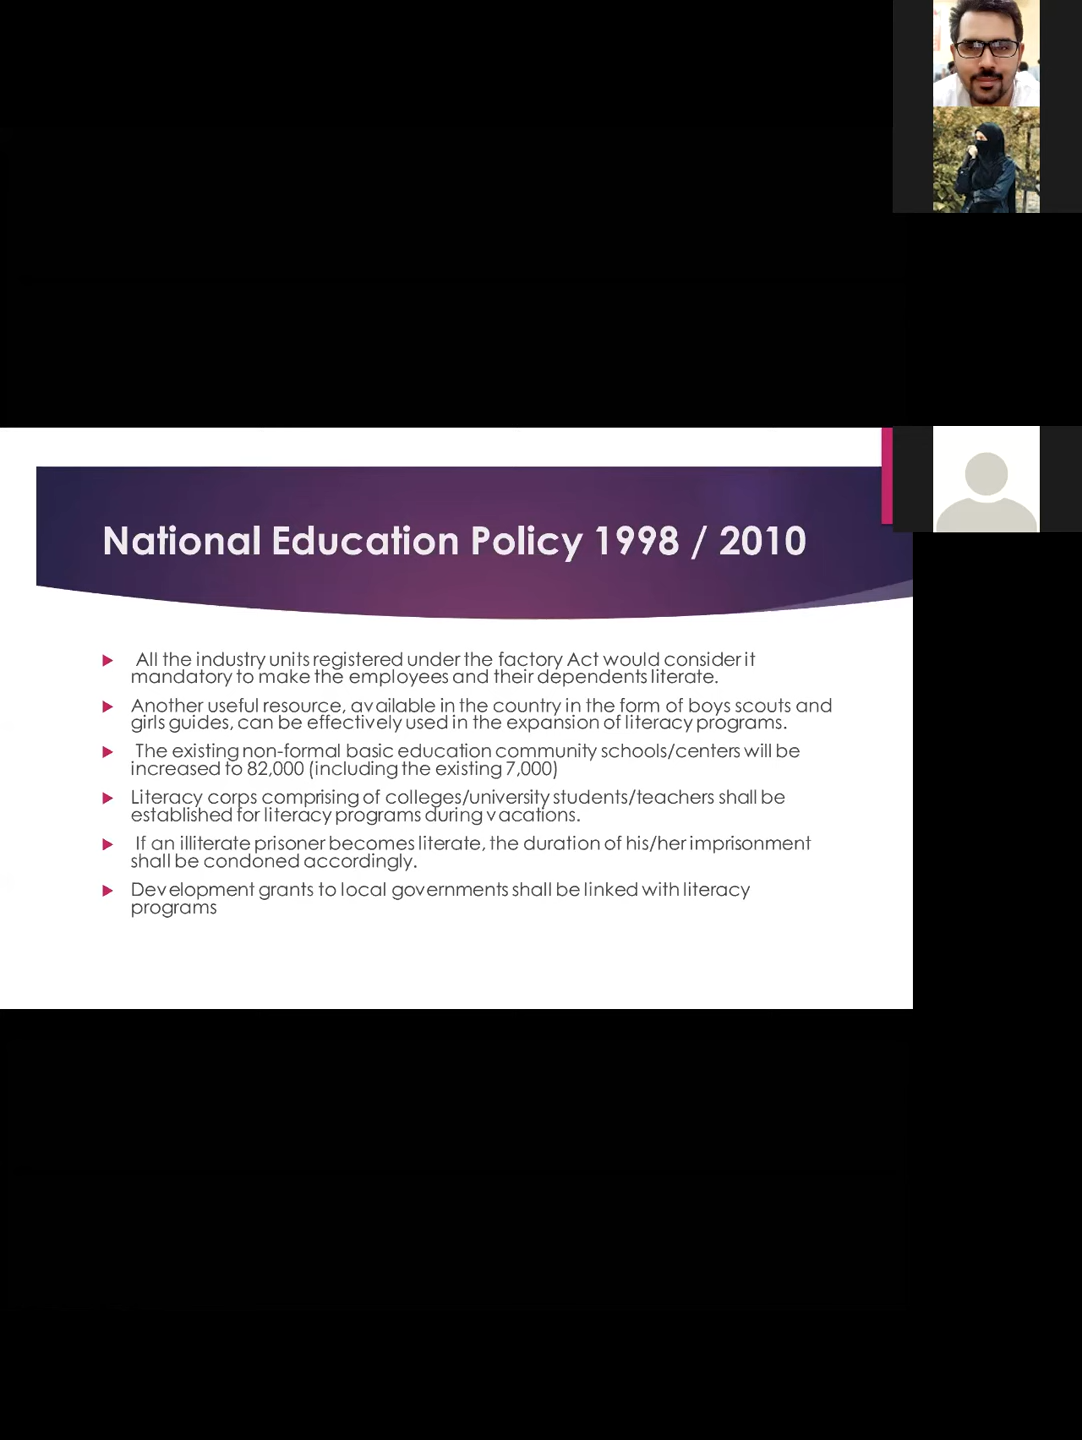 National Education Policy 1998 / 2010
All the industry units registered under the factory Act would consider it
mandatory to make the employees and their dependents literate.
Another useful resource, available in the country in the form of boys scouts and
girls guides, can be effectively used in the expansion of literacy programs.
The existing non-formal basic education community schools/centers will be
increased to 82,000 (including the existing 7,000)
Literacy corps comprising of colleges/university students/teachers shall be
established for literacy programs during vacations.
If an illiterate prisoner becomes literate, the duration of his/her imprisonment
shall be condoned accordingly.
Development grants to local governments shall be linked with literacy
programs